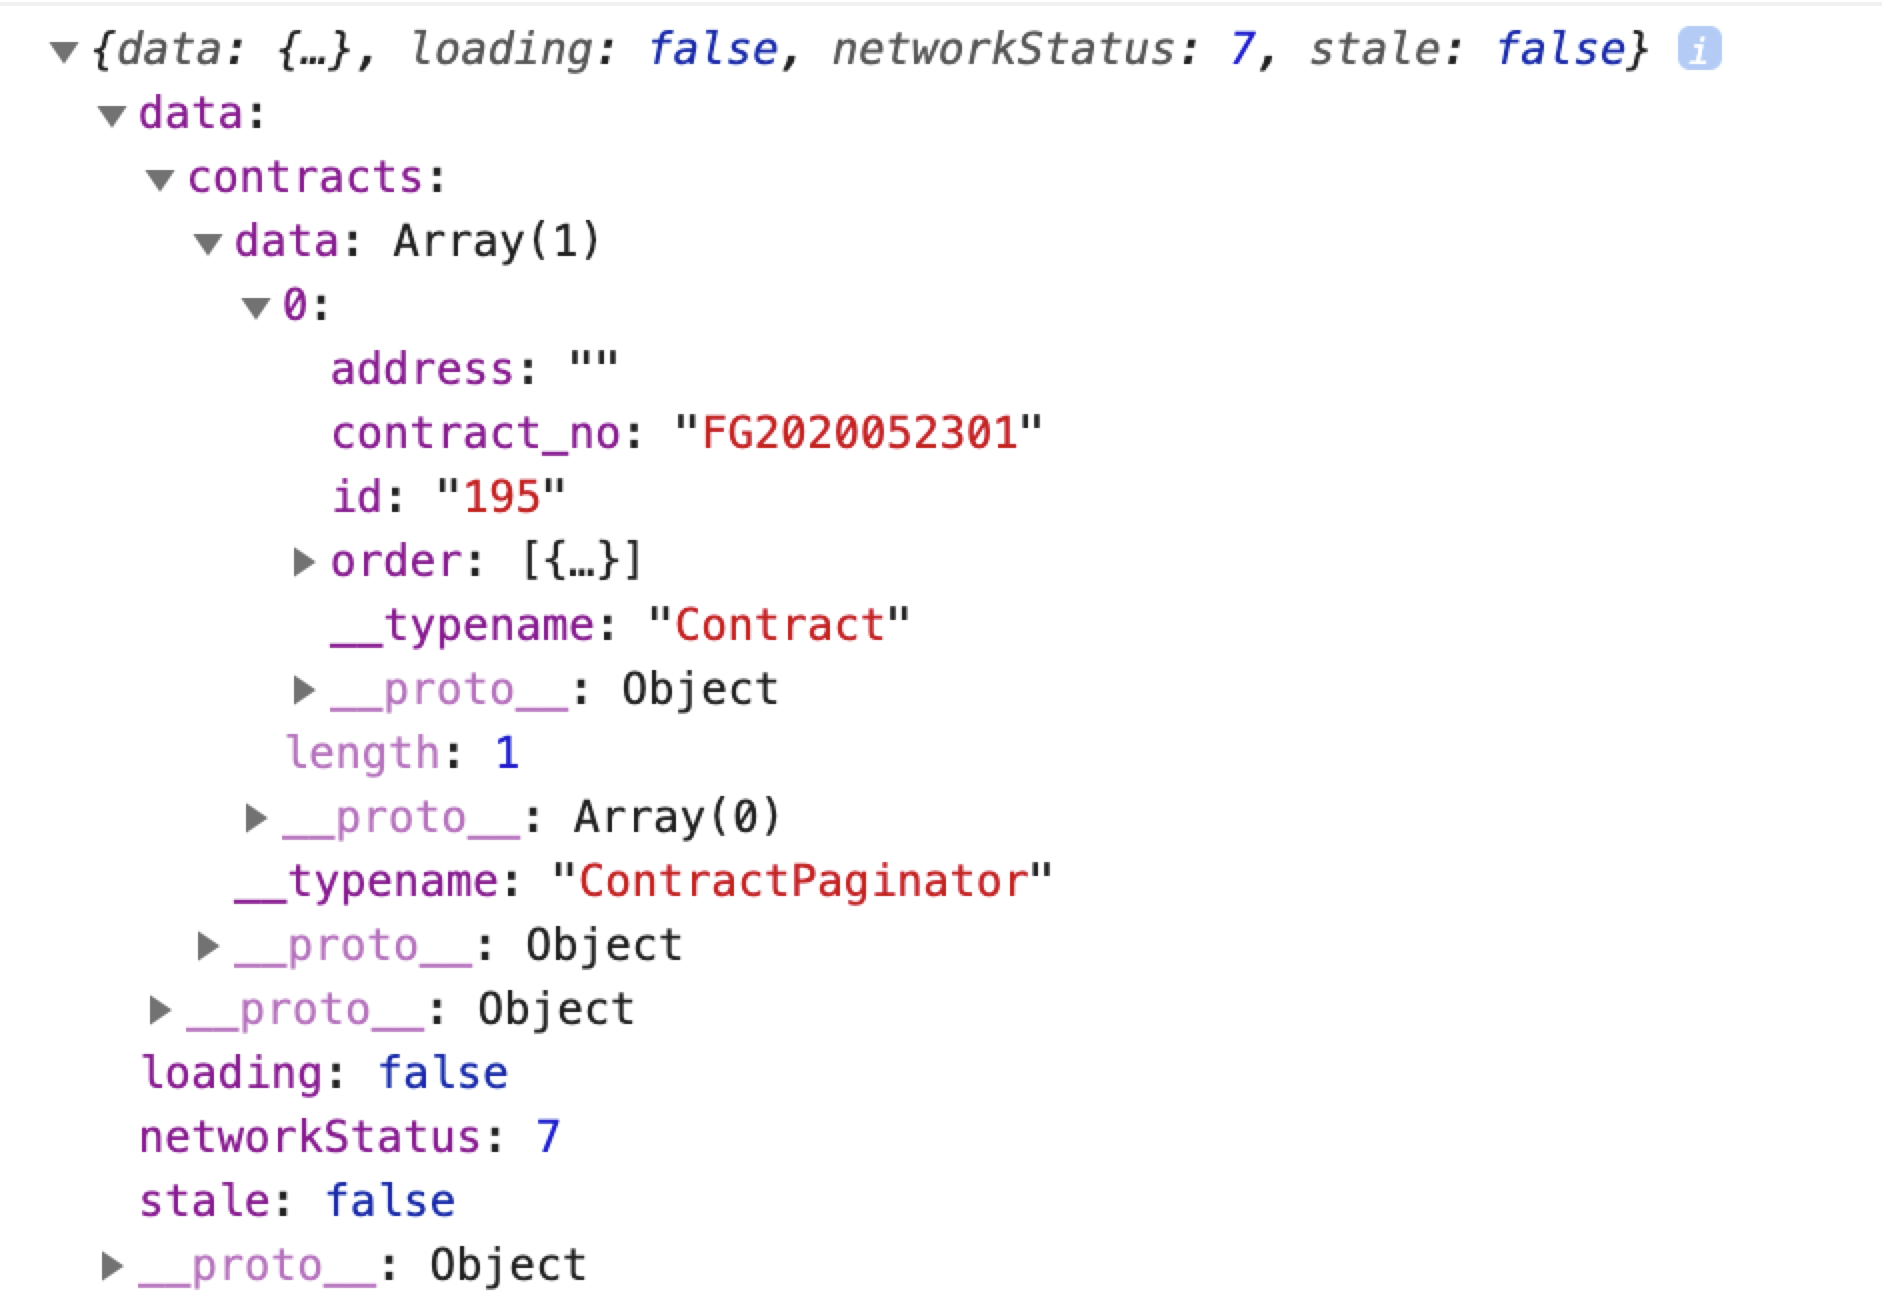 {data: {…}, loading: false, networkStatus: 7, stale: false} i
data:
contracts:
data: Array(1)
0:
address: ""
contract_no: "FG2020052301"
id: "195"
order: [{…}]
__typename: "Contract"
__proto__: Object
length: 1
__proto__: Array(0)
__typename: "ContractPaginator"
__proto__: Object
__proto__: Object
loading: false
networkStatus: 7
stale: false
__proto__: Object